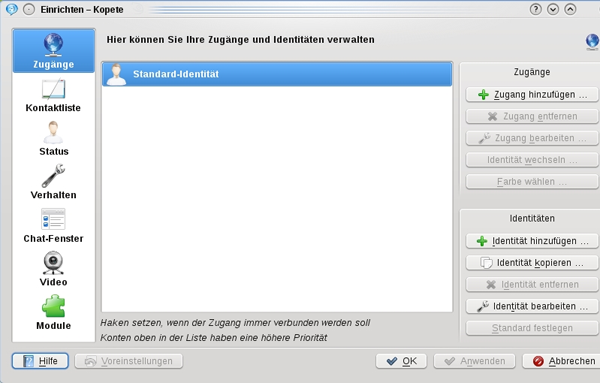 Einrichten – Kopete
Zugänge
Kontaktliste
Status
Verhalten
Chat-Fenster
Video
Module
Hier können Sie Ihre Zugänge und Identitäten verwalten
Standard-Identität
Haken setzen, wenn der Zugang immer verbunden werden soll
Konten oben in der Liste haben eine höhere Priorität
Zugänge
Zugang hinzufügen ...
Zugang entfernen
Zugang bearbeiten ...
Identität wechseln ...
Farbe wählen ...
Identitäten
Identität hinzufügen ...
Identität kopieren ...
Identität entfernen
Identität bearbeiten ...
Standard festlegen
Hilfe
Voreinstellungen
OK
Anwenden
Abbrechen